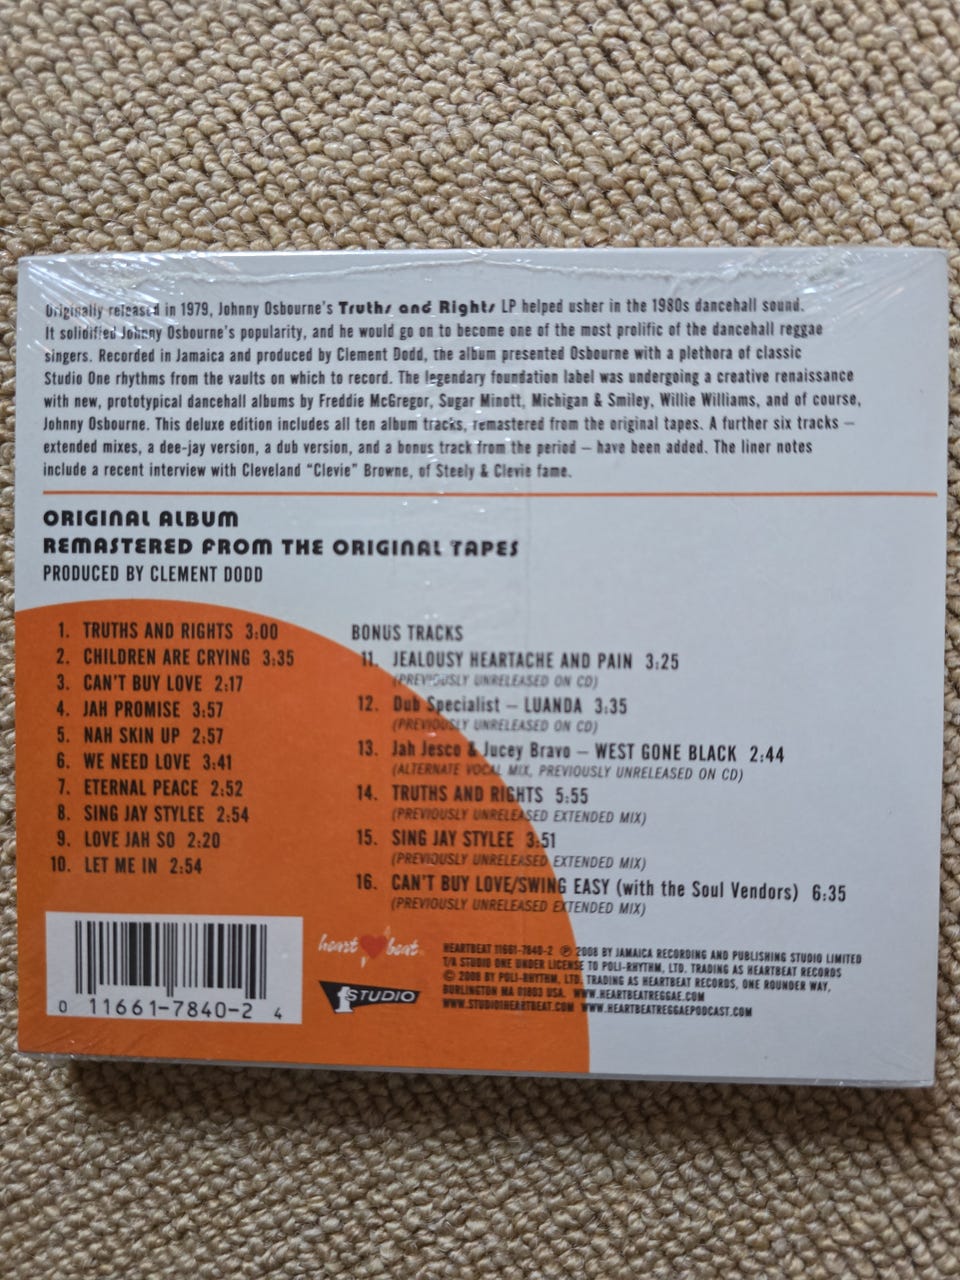 Originally released in 1979, Johnny Osbourne's Truths and Rights LP helped usher in the 1980s dancehall sound.
It solidified Johnny Osbourne's popularity, and he would go on to become one of the most prolific of the dancehall reggae
singers. Recorded in Jamaica and produced by Clement Dodd, the album presented Osbourne with a plethora of classic
Studio One rhythms from the vaults on which to record. The legendary foundation label was undergoing a creative renaissance
with new, prototypical dancehall albums by Freddie McGregor, Sugar Minott, Michigan & Smiley, Willie Williams, and of course,
Johnny Osbourne. This deluxe edition includes all ten album tracks, remastered from the original tapes. A further six tracks –
extended mixes, a dee-jay version, a dub version, and a bonus track from the period – have been added. The liner notes
include a recent interview with Cleveland "Clevie" Browne, of Steely & Clevie fame.
ORIGINAL ALBUM
REMASTERED FROM THE ORIGINAL TAPES
PRODUCED BY CLEMENT DODD
1. TRUTHS AND RIGHTS 3:00
2. CHILDREN ARE CRYING 3:35
3. CAN'T BUY LOVE 2:17
4. JAH PROMISE 3:57
5. NAH SKIN UP 2:57
6. WE NEED LOVE 3:41
7. ETERNAL PEACE 2:52
8. SING JAY STYLEE 2:54
9. LOVE JAH SO 2:20
10. LET ME IN 2:54
BONUS TRACKS
11. JEALOUSY HEARTACHE AND PAIN 3:25
(PREVIOUSLY UNRELEASED ON CD)
12. Dub Specialist – LUANDA 3:35
(PREVIOUSLY UNRELEASED ON CD)
13. Jah Jesco & Jucey Bravo – WEST GONE BLACK 2:44
(ALTERNATE VOCAL MIX, PREVIOUSLY UNRELEASED ON CD)
14. TRUTHS AND RIGHTS 5:55
(PREVIOUSLY UNRELEASED EXTENDED MIX)
15. SING JAY STYLEE 3:51
(PREVIOUSLY UNRELEASED EXTENDED MIX)
16. CAN'T BUY LOVE/SWING EASY (with the Soul Vendors) 6:35
(PREVIOUSLY UNRELEASED EXTENDED MIX)
0 11661-7840-2 4
heart beat
1 STUDIO
HEARTBEAT 11661-7840-2 ℗ 2008 BY JAMAICA RECORDING AND PUBLISHING STUDIO LIMITED
T/A STUDIO ONE UNDER LICENSE TO POLI-RHYTHM, LTD. TRADING AS HEARTBEAT RECORDS
© 2008 BY POLI-RHYTHM, LTD. TRADING AS HEARTBEAT RECORDS, ONE ROUNDER WAY,
BURLINGTON MA 01803 USA. WWW.HEARTBEATREGGAE.COM
WWW.STUDIO1HEARTBEAT.COM WWW.HEARTBEATREGGAEPODCAST.COM